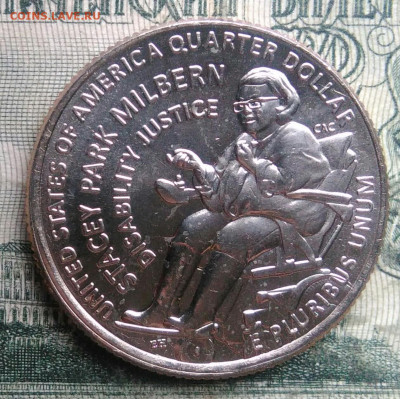 COINS.LAVE.RU
UNITED STATES OF AMERICA QUARTER DOLLAR
STACEY PARK MILBERN
DISABILITY JUSTICE
E PLURIBUS UNUM